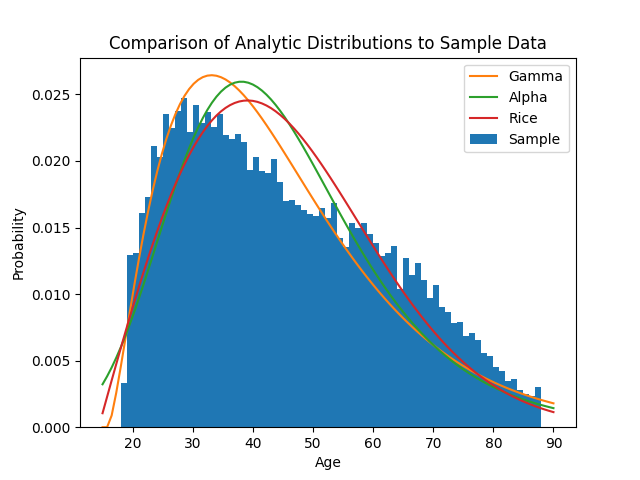 Comparison of Analytic Distributions to Sample Data
Gamma
Alpha
Rice
Sample
Probability
0.025
0.020
0.015
0.010
0.005
0.000
20 30 40 50 60 70 80 90
Age